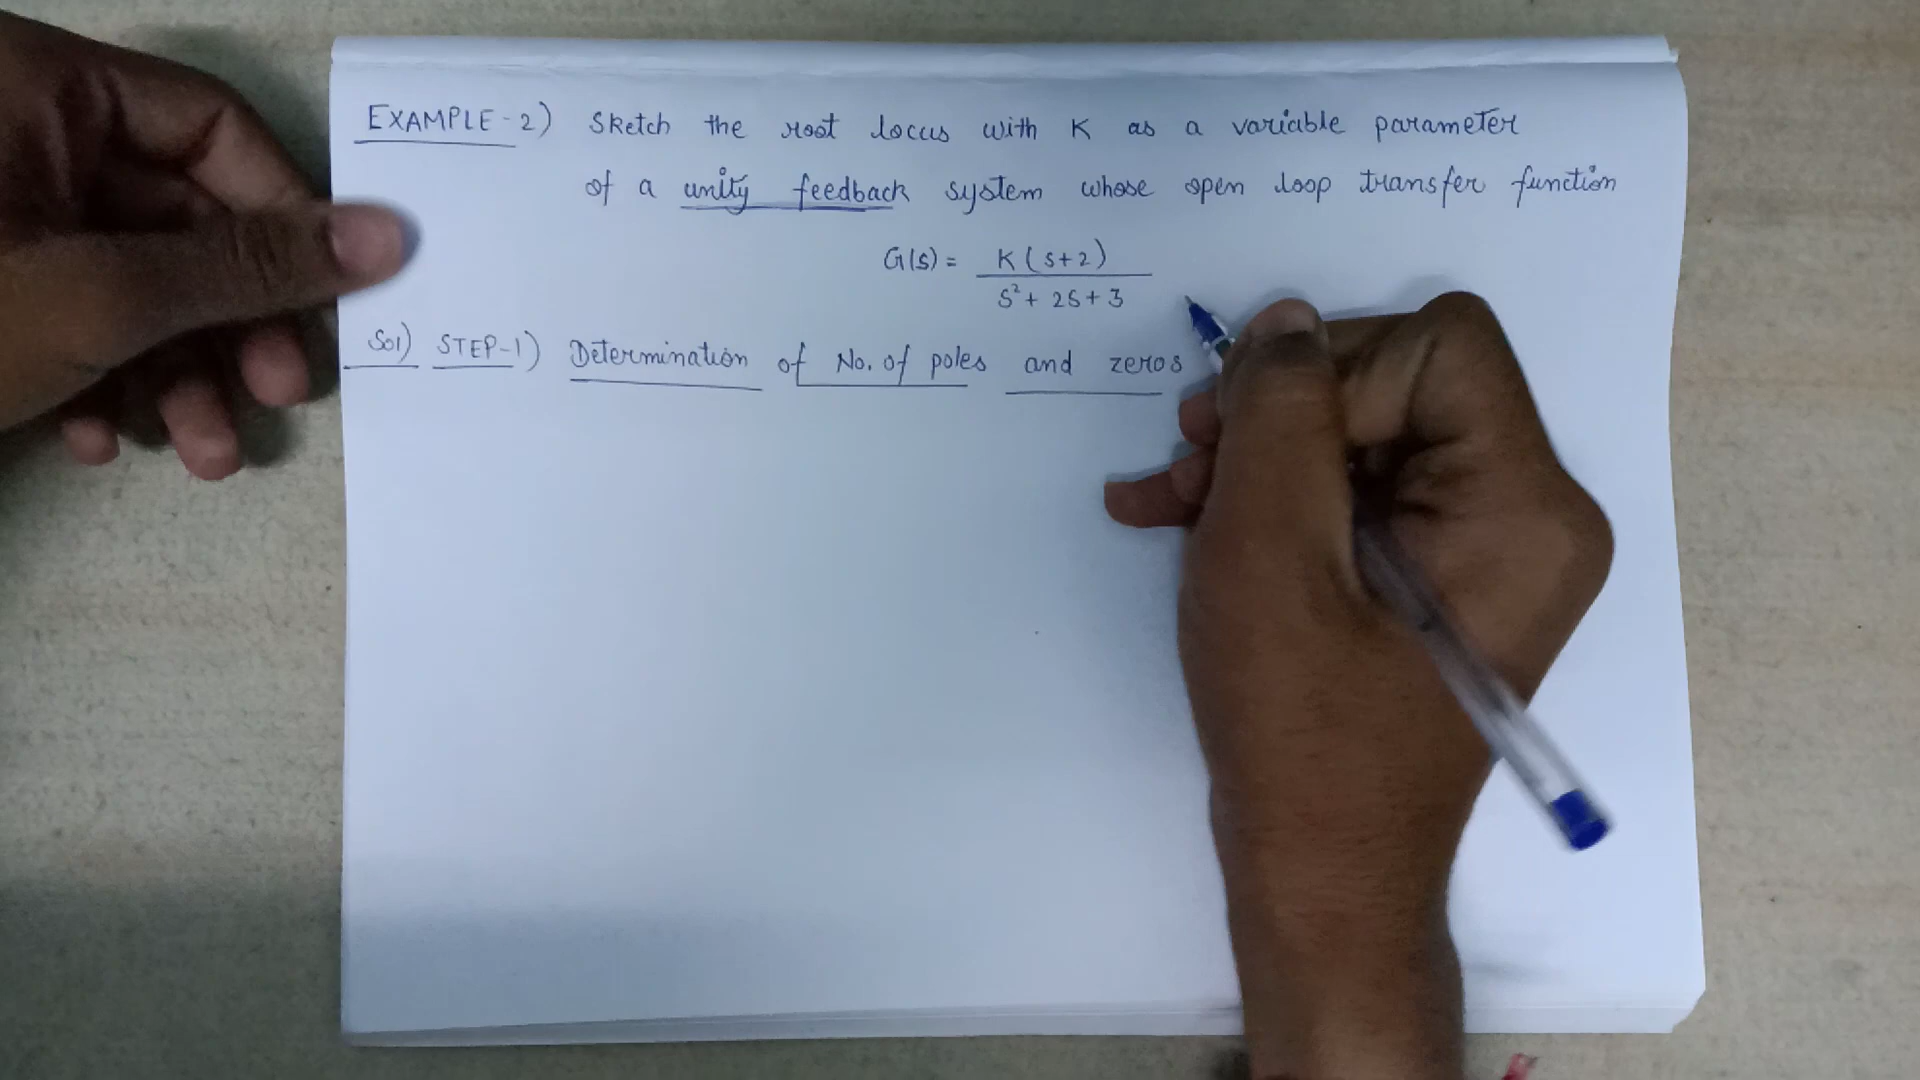 EXAMPLE-2) Sketch the root locus with K as a variable parameter
of a unity feedback system whose open loop transfer function
G(s) = K(s+2)
s²+ 2s+3
Sol) STEP-1) Determination of No. of poles and zeros